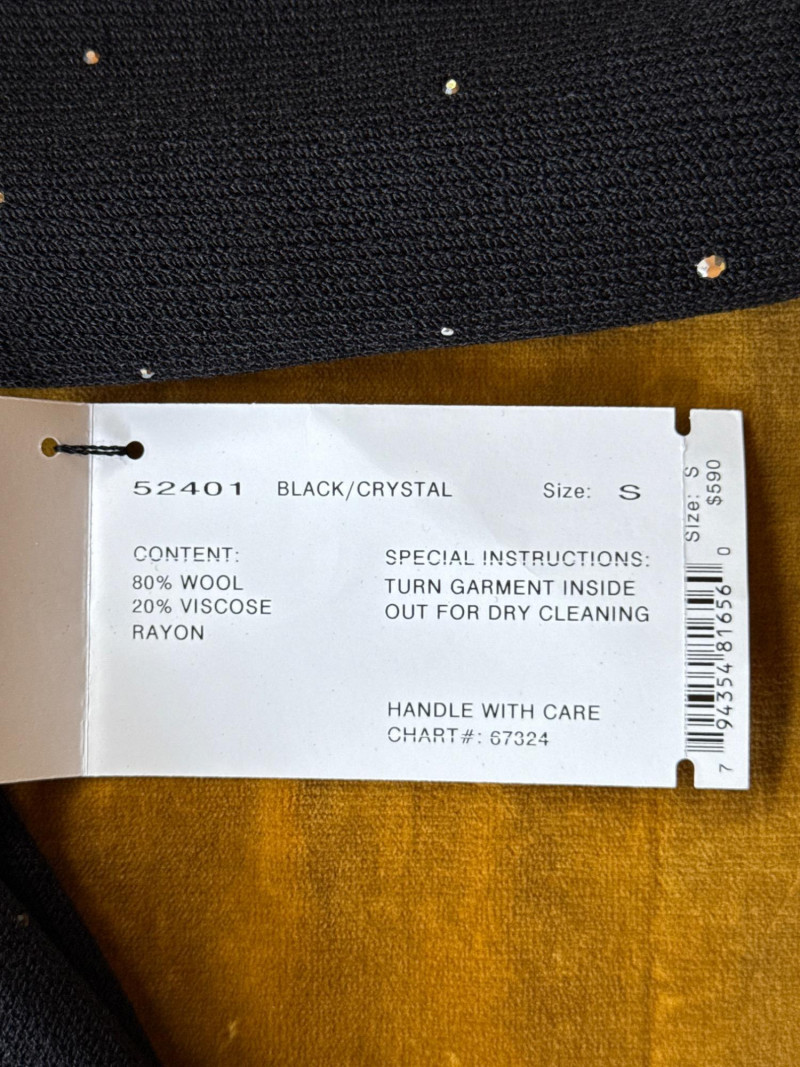 52401 BLACK/CRYSTAL Size: S
CONTENT:
80% WOOL
20% VISCOSE
RAYON
SPECIAL INSTRUCTIONS:
TURN GARMENT INSIDE
OUT FOR DRY CLEANING
HANDLE WITH CARE
CHART#: 67324
Size: S
$590
7 94354 81656 0